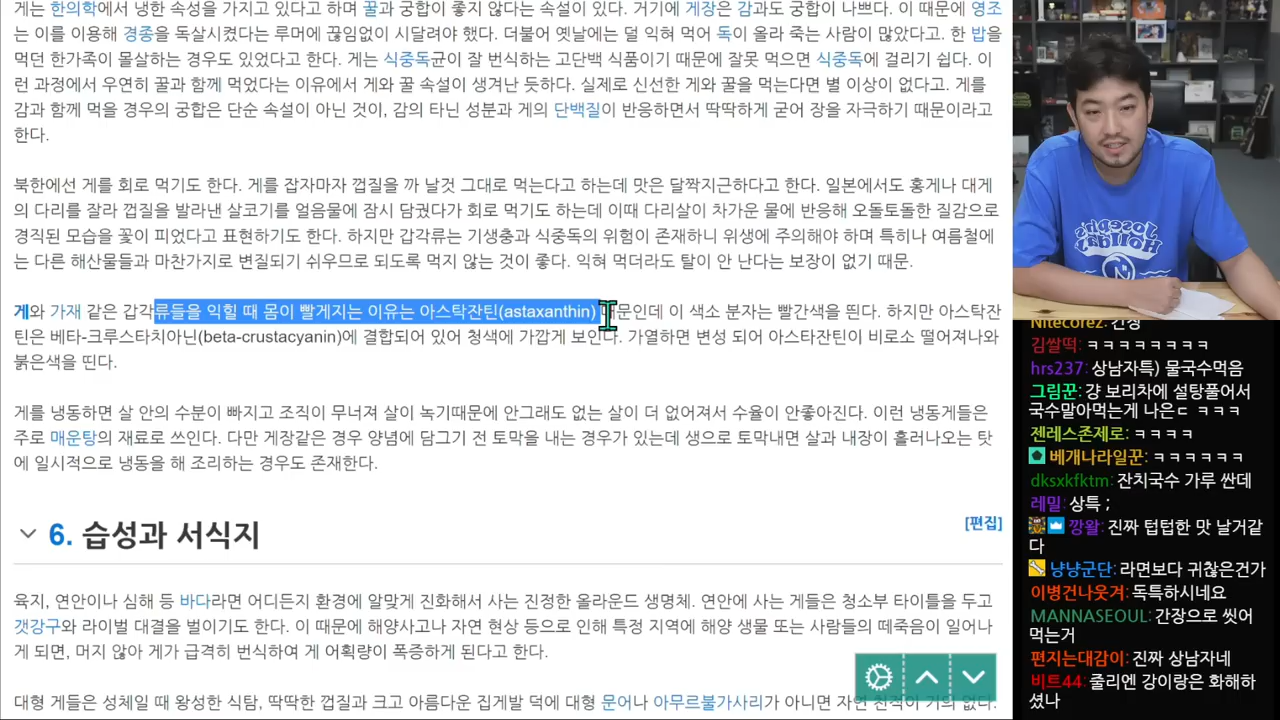 게는 한의학에서 냉한 속성을 가지고 있다고 하며 꿀과 궁합이 좋지 않다는 속설이 있다. 거기에 게장은 감과도 궁합이 나쁘다. 이 때문에 영조
는 이를 이용해 경종을 독살시켰다는 루머에 끊임없이 시달려야 했다. 더불어 옛날에는 덜 익혀 먹어 독이 올라 죽는 사람이 많았다고. 한 밥을
먹던 한가족이 몰살하는 경우도 있었다고 한다. 게는 식중독균이 잘 번식하는 고단백 식품이기 때문에 잘못 먹으면 식중독에 걸리기 쉽다. 이
런 과정에서 우연히 꿀과 함께 먹었다는 이유에서 게와 꿀 속설이 생겨난 듯하다. 실제로 신선한 게와 꿀을 먹는다면 별 이상이 없다고. 게를
감과 함께 먹을 경우의 궁합은 단순 속설이 아닌 것이, 감의 타닌 성분과 게의 단백질이 반응하면서 딱딱하게 굳어 장을 자극하기 때문이라고
한다.
북한에선 게를 회로 먹기도 한다. 게를 잡자마자 껍질을 까 날것 그대로 먹는다고 하는데 맛은 달짝지근하다고 한다. 일본에서도 홍게나 대게
의 다리를 잘라 껍질을 발라낸 살코기를 얼음물에 잠시 담궜다가 회로 먹기도 하는데 이때 다리살이 차가운 물에 반응해 오돌토돌한 질감으로
경직된 모습을 꽃이 피었다고 표현하기도 한다. 하지만 갑각류는 기생충과 식중독의 위험이 존재하니 위생에 주의해야 하며 특히나 여름철에
는 다른 해산물들과 마찬가지로 변질되기 쉬우므로 되도록 먹지 않는 것이 좋다. 익혀 먹더라도 탈이 안 난다는 보장이 없기 때문.
게와 가재 같은 갑각류들을 익힐 때 몸이 빨게지는 이유는 아스탁잔틴(astaxanthin) 때문인데 이 색소 분자는 빨간색을 띈다. 하지만 아스탁잔
틴은 베타-크루스타치아닌(beta-crustacyanin)에 결합되어 있어 청색에 가깝게 보인다. 가열하면 변성 되어 아스타잔틴이 비로소 떨어져나와
붉은색을 띤다.
게를 냉동하면 살 안의 수분이 빠지고 조직이 무너져 살이 녹기때문에 안그래도 없는 살이 더 없어져서 수율이 안좋아진다. 이런 냉동게들은
주로 매운탕의 재료로 쓰인다. 다만 게장같은 경우 양념에 담그기 전 토막을 내는 경우가 있는데 생으로 토막내면 살과 내장이 흘러나오는 탓
에 일시적으로 냉동을 해 조리하는 경우도 존재한다.
6. 습성과 서식지
[편집]
육지, 연안이나 심해 등 바다라면 어디든지 환경에 알맞게 진화해서 사는 진정한 올라운드 생명체. 연안에 사는 게들은 청소부 타이틀을 두고
갯강구와 라이벌 대결을 벌이기도 한다. 이 때문에 해양사고나 자연 현상 등으로 인해 특정 지역에 해양 생물 또는 사람들의 떼죽음이 일어나
게 되면, 머지 않아 게가 급격히 번식하여 게 어획량이 폭증하게 된다고 한다.
대형 게들은 성체일 때 왕성한 식탐, 딱딱한 껍질과 크고 아름다운 집게발 덕에 대형 문어나 아무르불가사리가 아니면 자연 천적이 거의 없다.
Joseph's
HOLIDAY
Nitecorez: 간장
김쌀떡: ㅋㅋㅋㅋㅋㅋㅋㅋ
hrs237: 상남자특) 물국수먹음
그림꾼: 걍 보리차에 설탕풀어서
국수말아먹는게 나은ㄷ ㅋㅋㅋ
젠레스존제로: ㅋㅋㅋㅋ
베개나라일꾼: ㅋㅋㅋㅋㅋㅋ
dksxkfktm: 잔치국수 가루 싼데
레밀: 상특 ;
깡왈: 진짜 텁텁한 맛 날거같
다
냥냥군단: 라면보다 귀찮은건가
이병건나웃겨: 독특하시네요
MANNASEOUL: 간장으로 씻어
먹는거
편지는대감이: 진짜 상남자네
비트44: 줄리엔 강이랑은 화해하
셨나